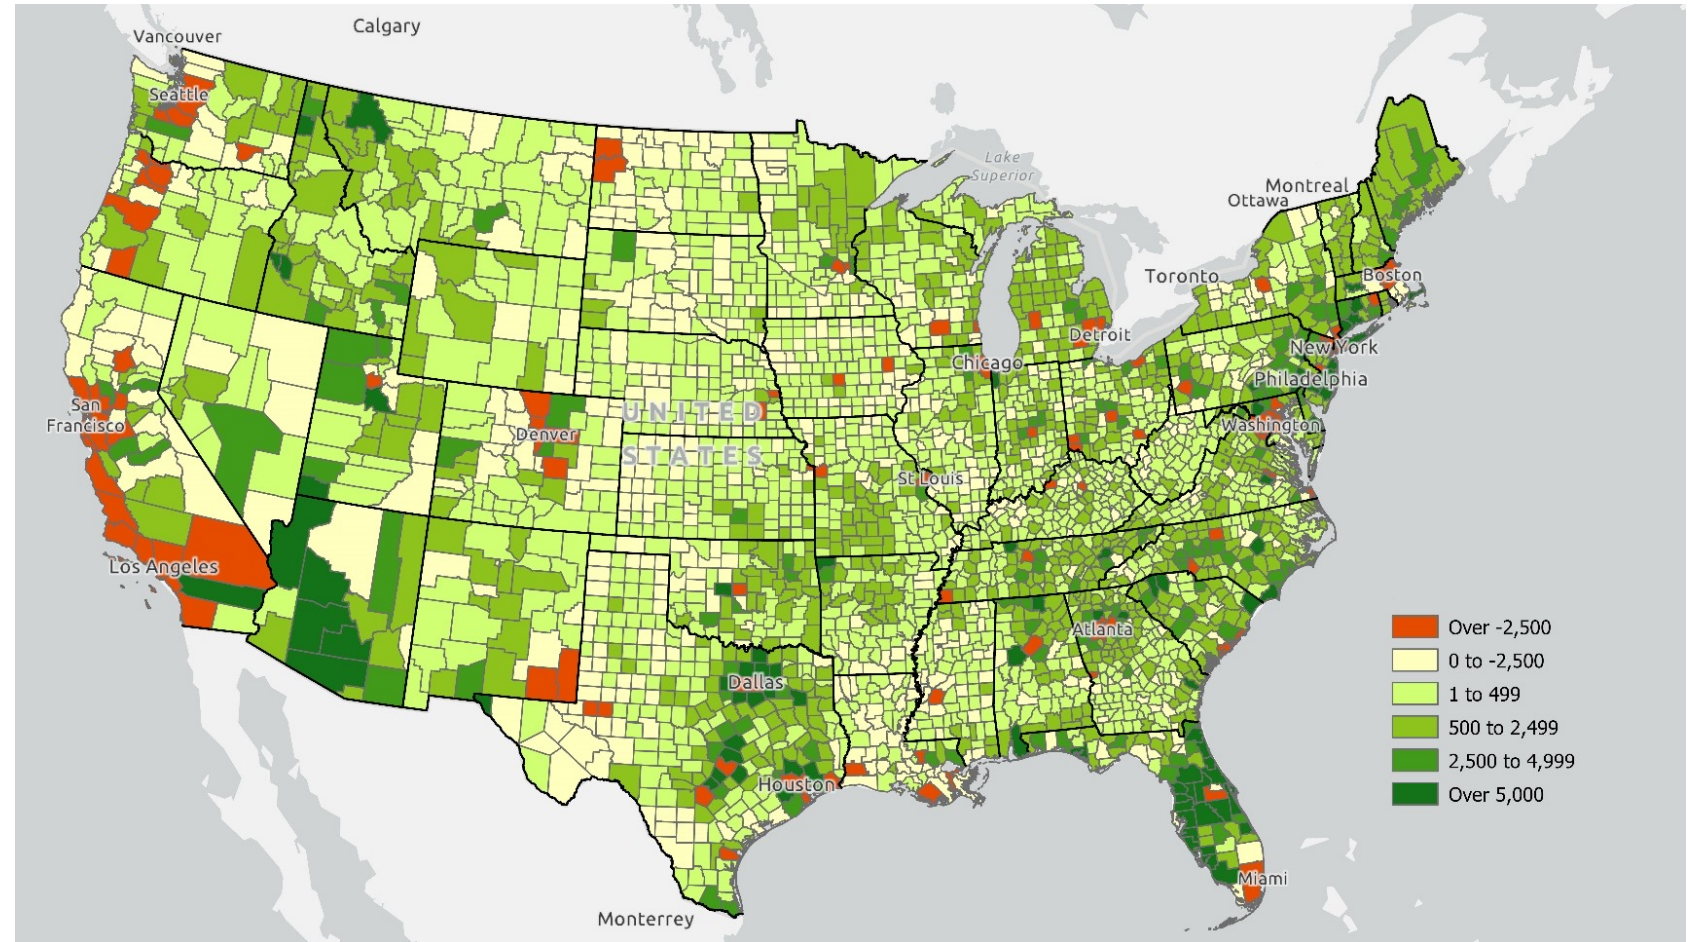 Calgary
Vancouver
Seattle
Lake
Superior
Montreal
Ottawa
Toronto
Boston
Detroit
New York
Chicago
Philadelphia
San
Francisco
UNITED
Washington
Denver
STATES
St Louis
Los Angeles
Atlanta
Dallas
Houston
Miami
Monterrey
Over -2,500
0 to -2,500
1 to 499
500 to 2,499
2,500 to 4,999
Over 5,000